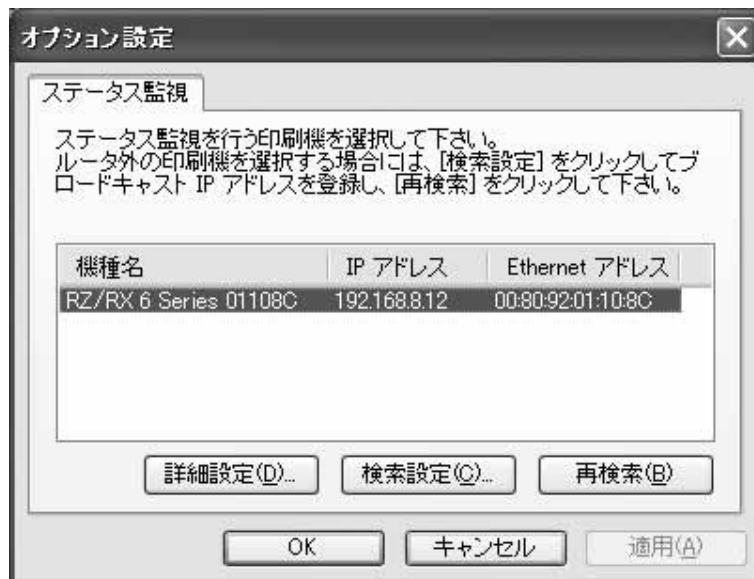 オプション設定
ステータス監視
ステータス監視を行う印刷機を選択して下さい。
ルータ外の印刷機を選択する場合には、[検索設定] をクリックしてブ
ロードキャスト IP アドレスを登録し、[再検索] をクリックして下さい。
機種名 IP アドレス Ethernet アドレス
RZ/RX 6 Series 01108C 192.168.8.12 00:80:92:01:10:8C
詳細設定(D)... 検索設定(C)... 再検索(B)
OK キャンセル 適用(A)